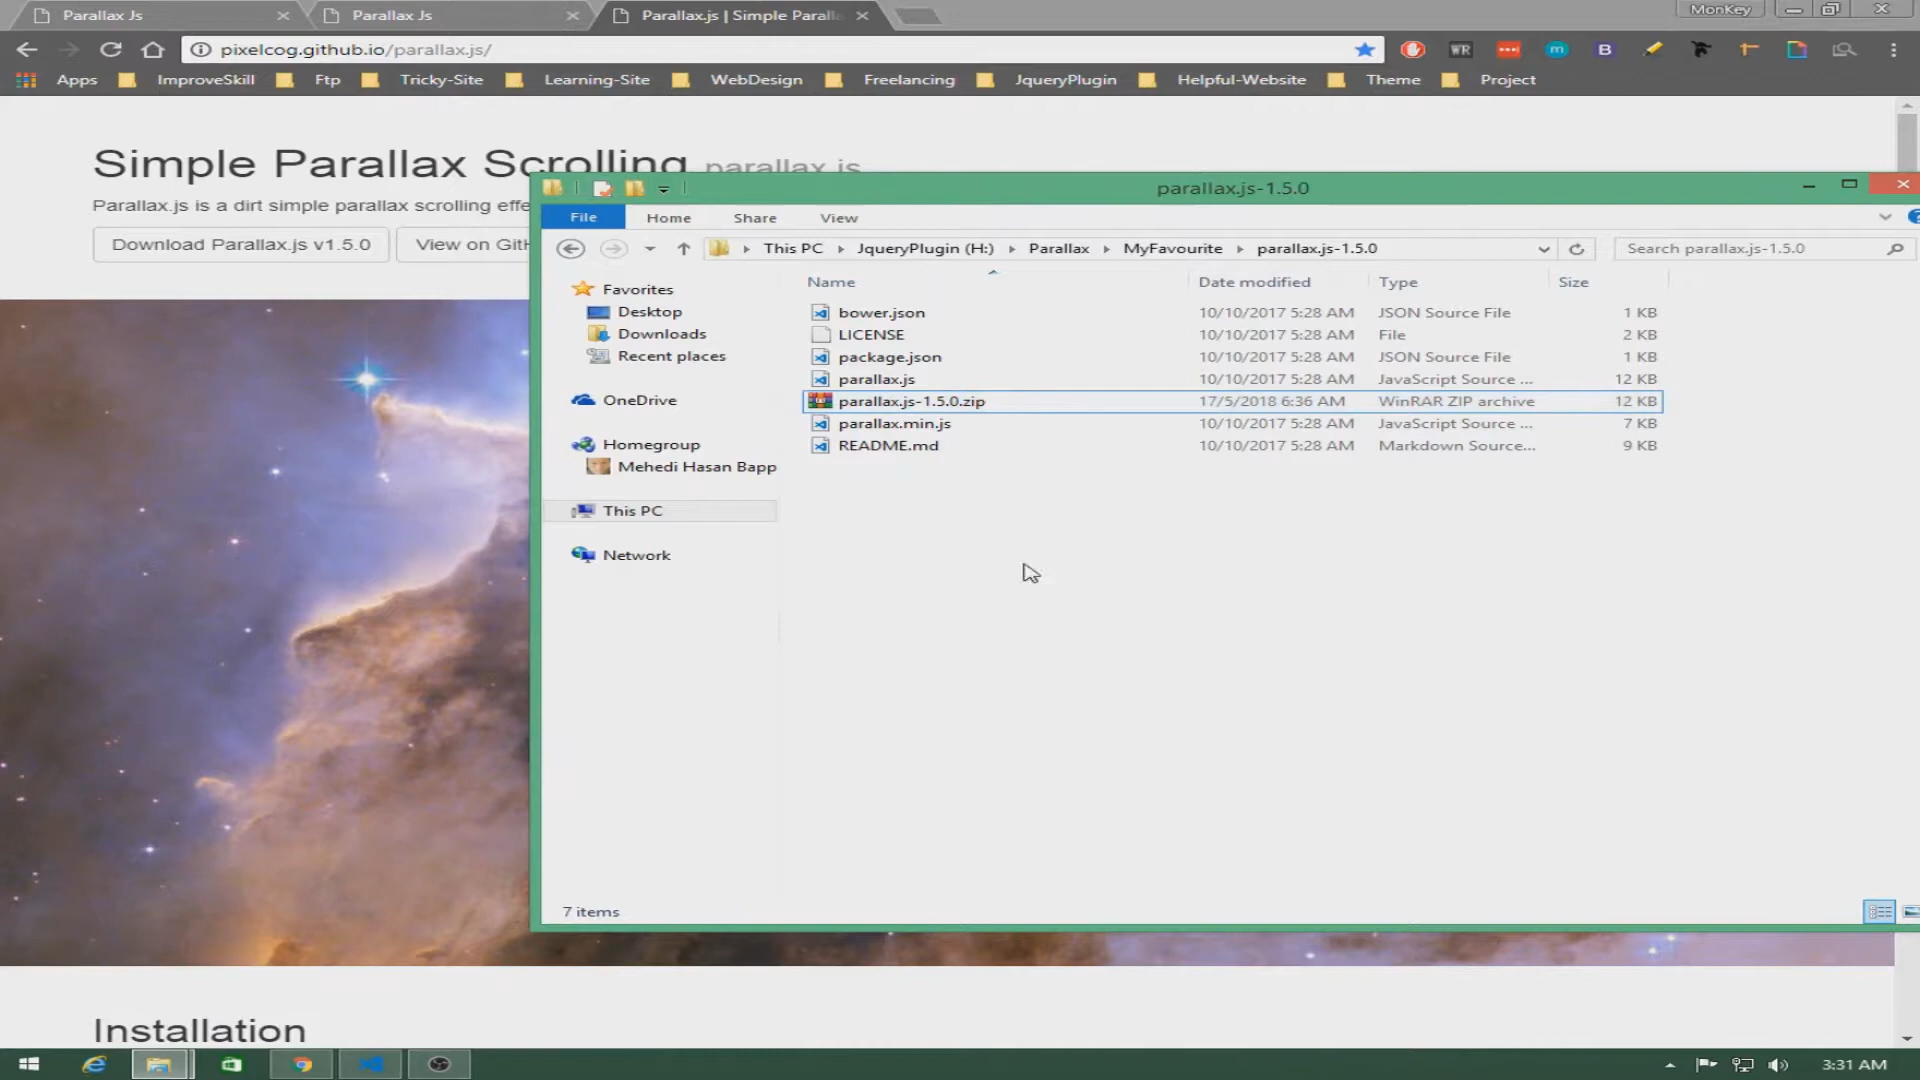 Parallax Js
Parallax Js
Parallax.js | Simple Paralla
MonKey
pixelcog.github.io/parallax.js/
WR
m
B
Apps
ImproveSkill
Ftp
Tricky-Site
Learning-Site
WebDesign
Freelancing
JqueryPlugin
Helpful-Website
Theme
Project
Simple Parallax Scrolling parallax.js
Parallax.js is a dirt simple parallax scrolling effe
Download Parallax.js v1.5.0
View on GitH
parallax.js-1.5.0
File
Home
Share
View
This PC
JqueryPlugin (H:)
Parallax
MyFavourite
parallax.js-1.5.0
Search parallax.js-1.5.0
Favorites
Desktop
Downloads
Recent places
OneDrive
Homegroup
Mehedi Hasan Bapp
This PC
Network
Name Date modified Type Size
bower.json 10/10/2017 5:28 AM JSON Source File 1 KB
LICENSE 10/10/2017 5:28 AM File 2 KB
package.json 10/10/2017 5:28 AM JSON Source File 1 KB
parallax.js 10/10/2017 5:28 AM JavaScript Source ... 12 KB
parallax.js-1.5.0.zip 17/5/2018 6:36 AM WinRAR ZIP archive 12 KB
parallax.min.js 10/10/2017 5:28 AM JavaScript Source ... 7 KB
README.md 10/10/2017 5:28 AM Markdown Source... 9 KB
7 items
Installation
3:31 AM